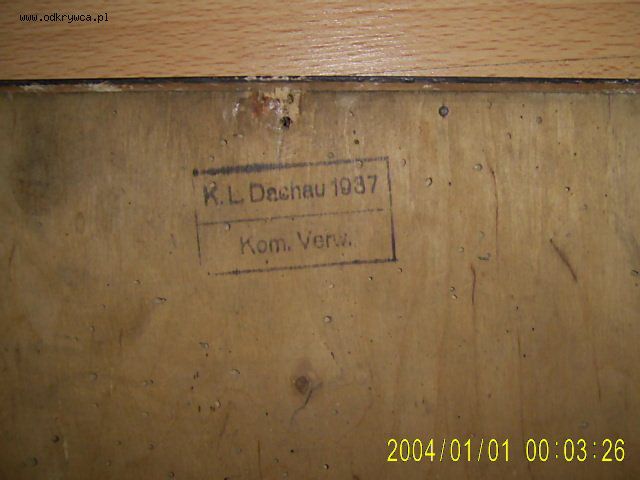 www.odkrywca.pl
K.L. Dachau 1937
Kom. Verw.
2004/01/01 00:03:26